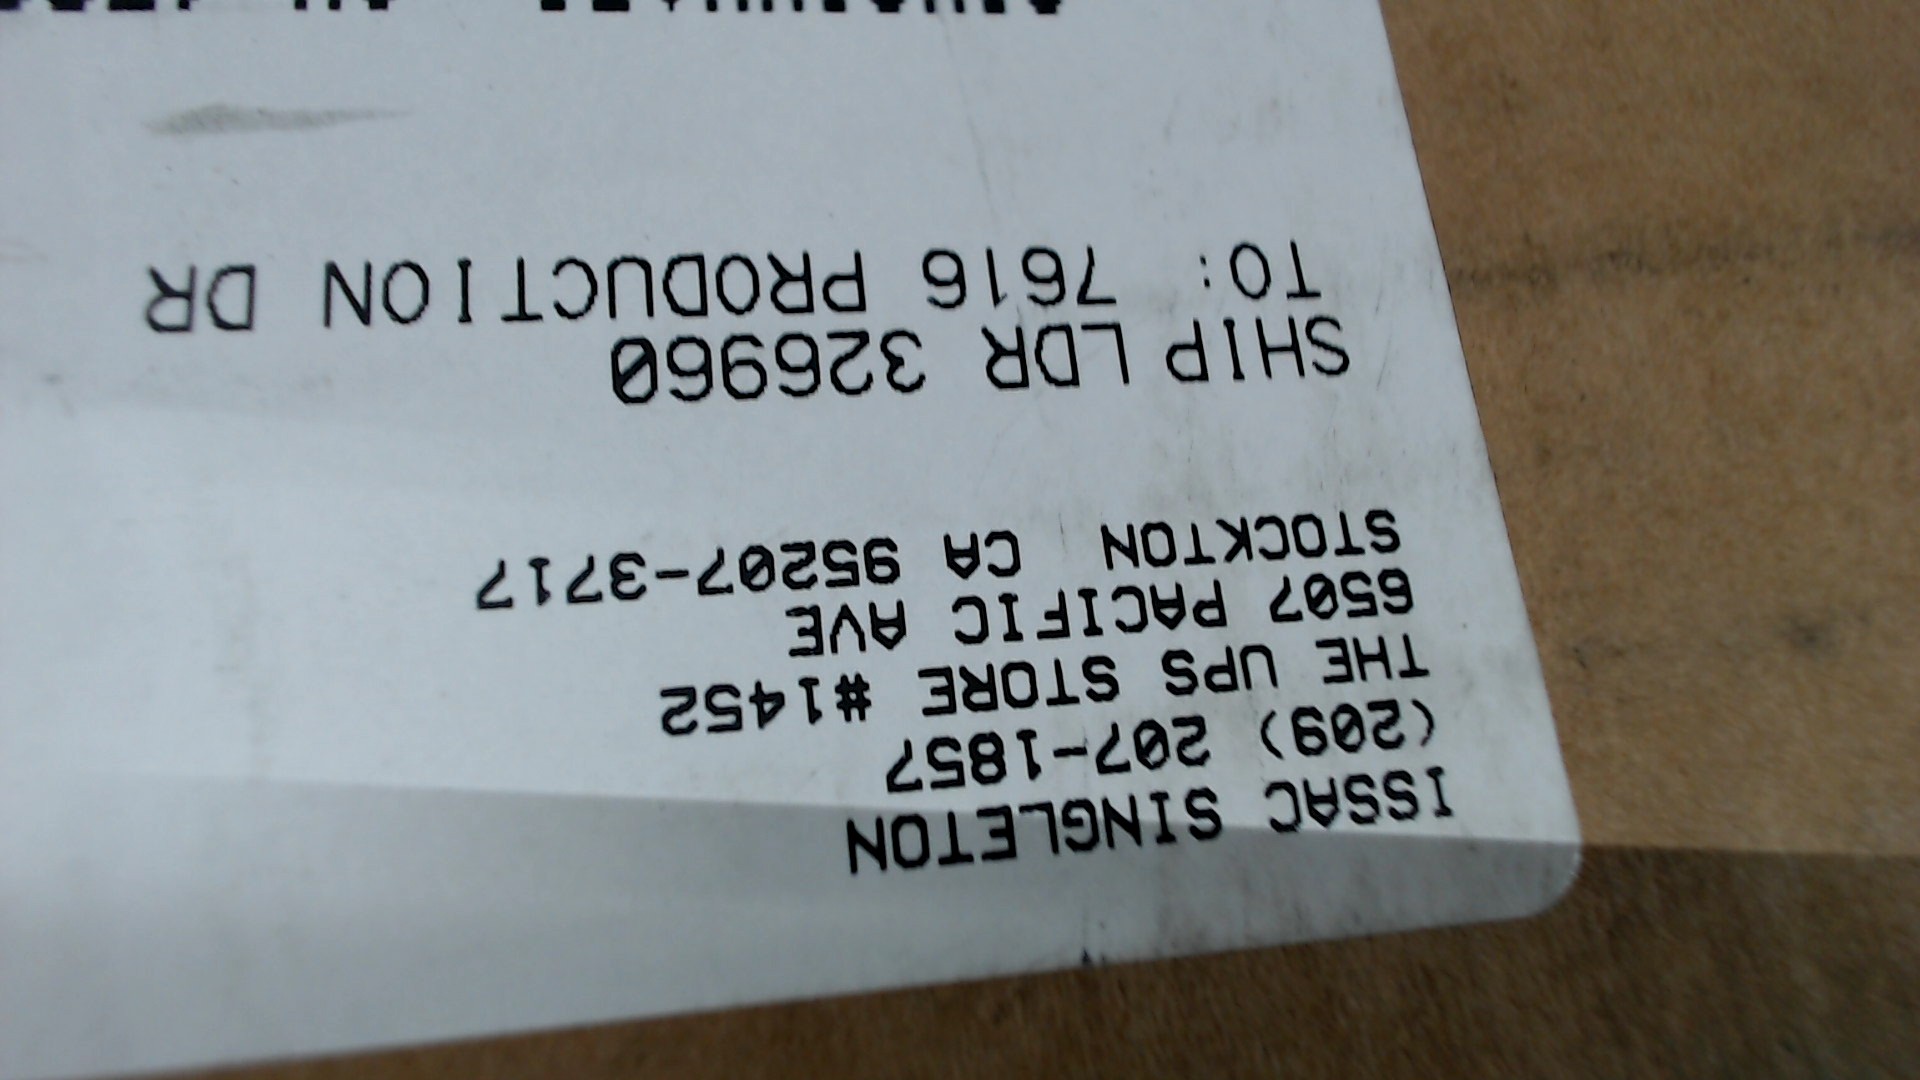 ISSAC SINGLETON
(209) 207-1857
THE UPS STORE #1452
6507 PACIFIC AVE
STOCKTON CA 95207-3717
SHIP LDR 326960
TO: 7616 PRODUCTION DR